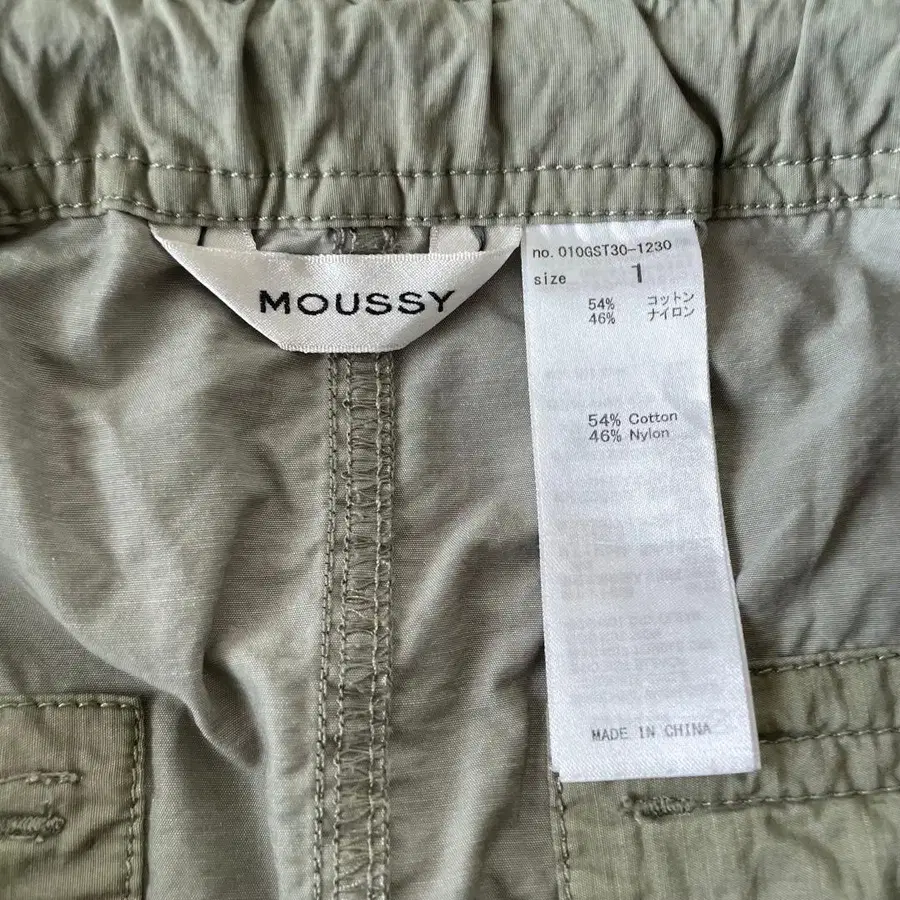 MOUSSY
no. 010GST30-1230
size 1
54% コットン
46% ナイロン
54% Cotton
46% Nylon
MADE IN CHINA